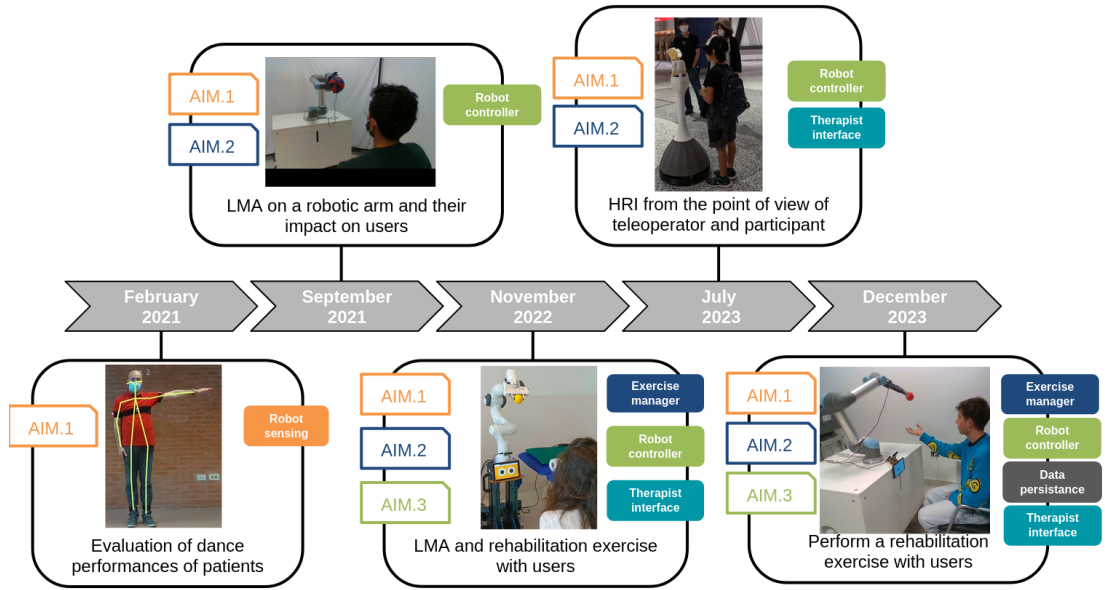 AIM.1
AIM.2
Robot
controller
LMA on a robotic arm and their
impact on users
AIM.1
AIM.2
Robot
controller
Therapist
interface
HRI from the point of view of
teleoperator and participant
February
2021
September
2021
November
2022
July
2023
December
2023
AIM.1
2
Robot
sensing
Evaluation of dance
performances of patients
AIM.1
AIM.2
AIM.3
Exercise
manager
Robot
controller
Therapist
interface
LMA and rehabilitation exercise
with users
AIM.1
AIM.2
AIM.3
Exercise
manager
Robot
controller
Data
persistance
Therapist
interface
Perform a rehabilitation
exercise with users